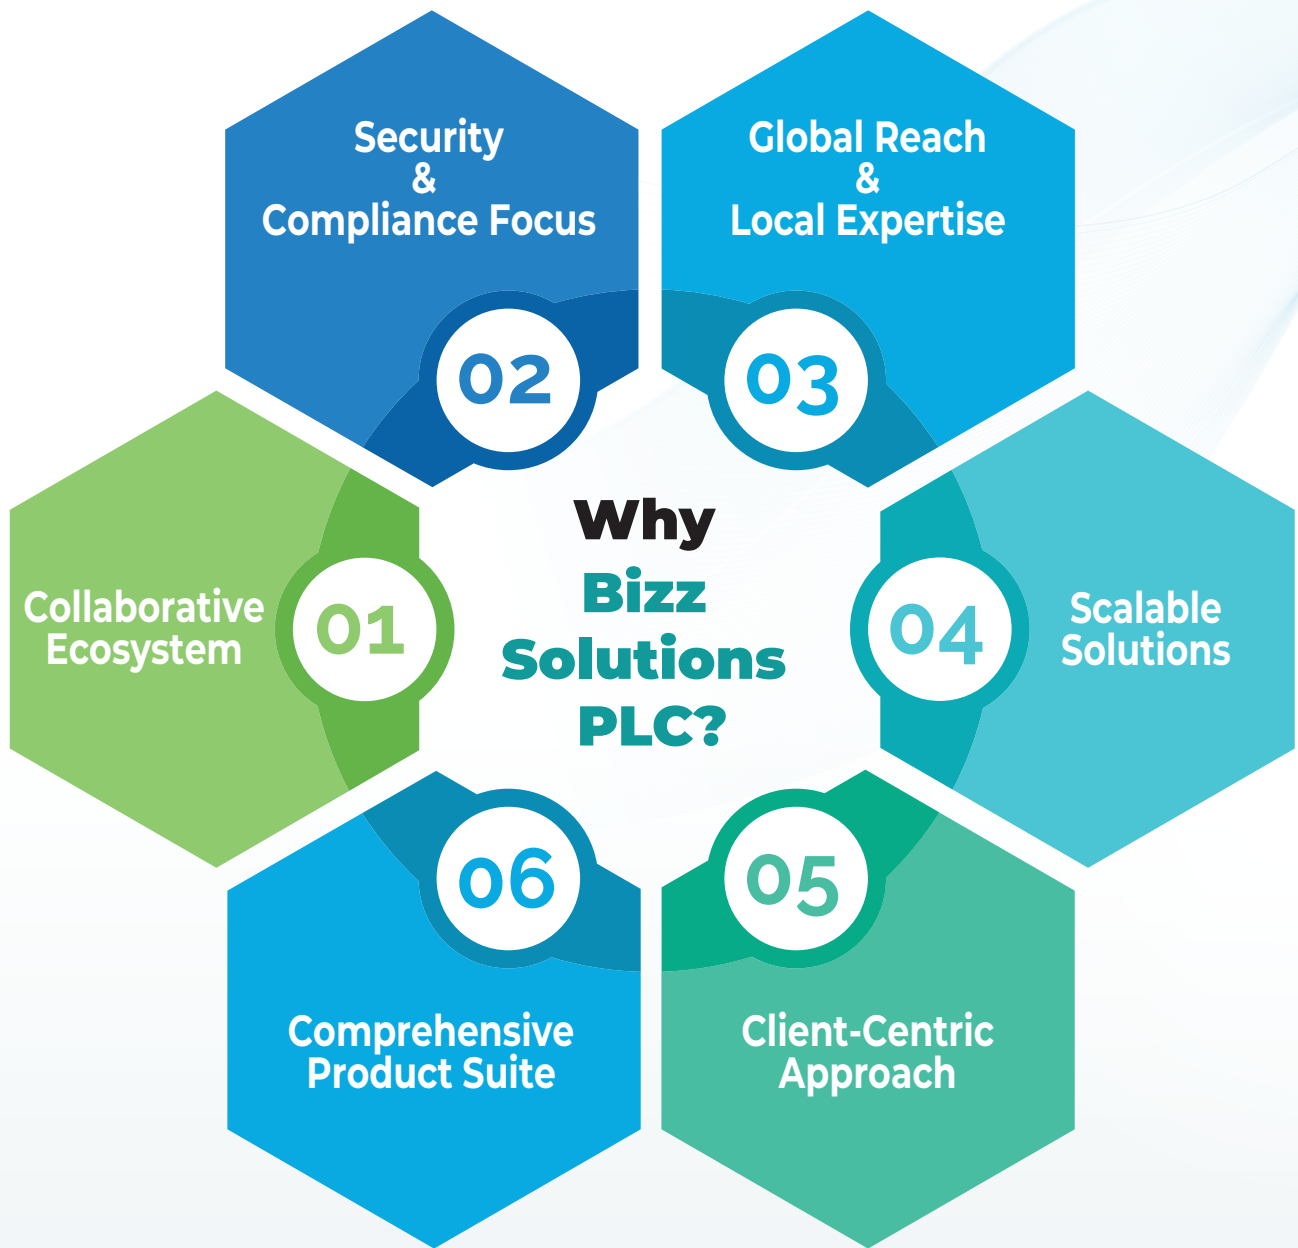 Security
&
Compliance Focus
02
Global Reach
&
Local Expertise
03
Collaborative
Ecosystem
01
Why
Bizz
Solutions
PLC?
04
Scalable
Solutions
06
Comprehensive
Product Suite
05
Client-Centric
Approach